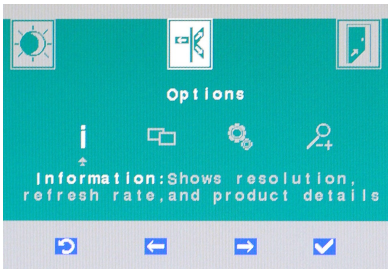 Options
Information:Shows resolution,
refresh rate,and product details